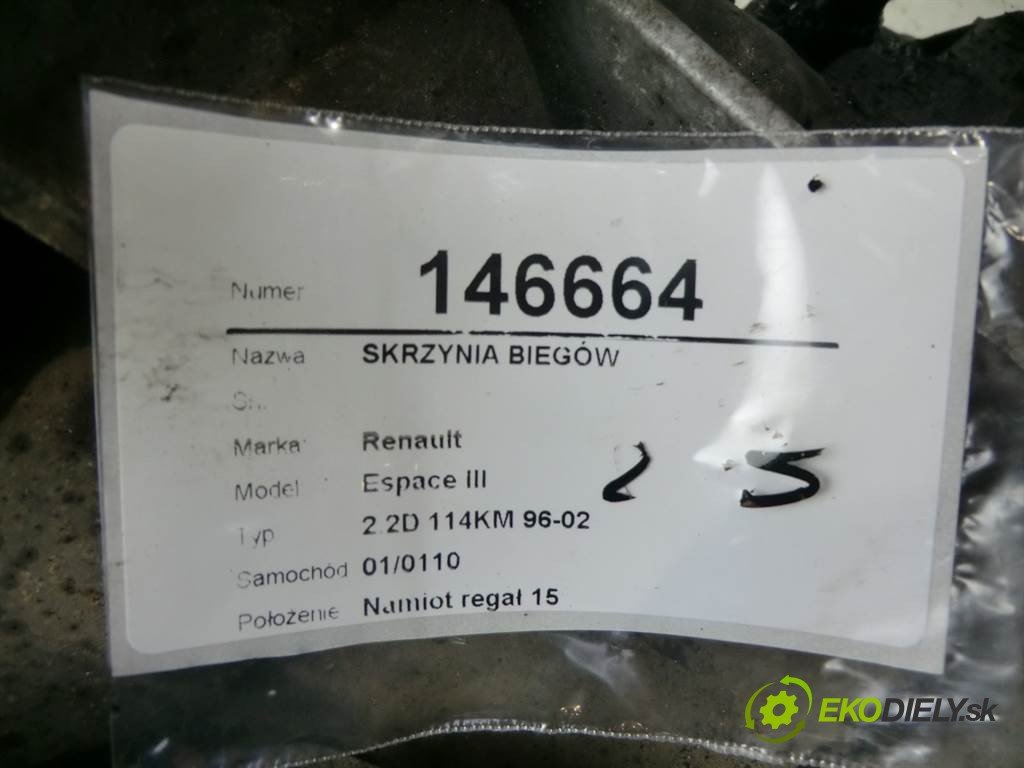 Numer 146664
Nazwa SKRZYNIA BIEGÓW
Marka Renault
Model Espace III
Typ 2.2D 114KM 96-02
Samochód 01/0110
Położenie Namiot regał 15
EKODIELY.sk